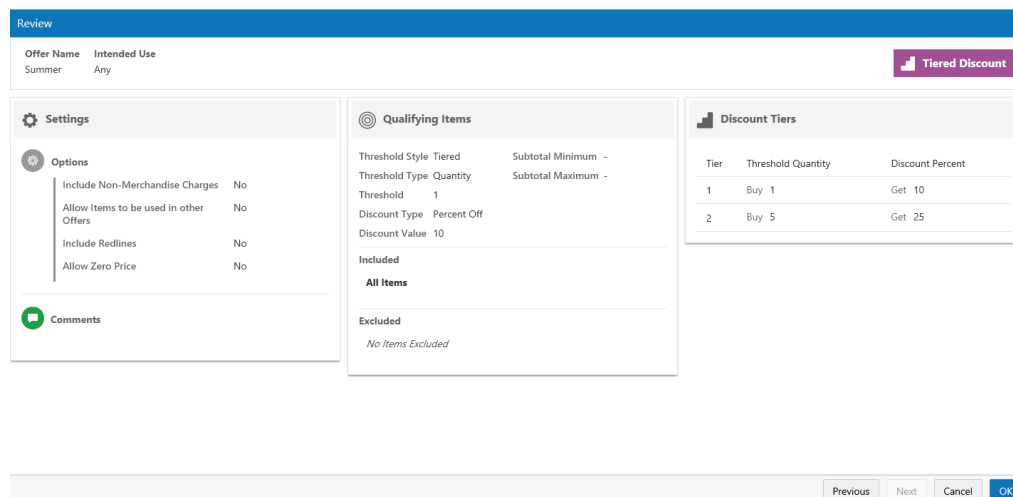 Review
Offer Name Intended Use
Summer Any
Tiered Discount
Settings
Options
Include Non-Merchandise Charges No
Allow Items to be used in other No
Offers
Include Redlines No
Allow Zero Price No
Comments
Qualifying Items
Threshold Style Tiered Subtotal Minimum -
Threshold Type Quantity Subtotal Maximum -
Threshold 1
Discount Type Percent Off
Discount Value 10
Included
All Items
Excluded
No Items Excluded
Discount Tiers
Tier Threshold Quantity Discount Percent
1 Buy 1 Get 10
2 Buy 5 Get 25
Previous Next Cancel OK